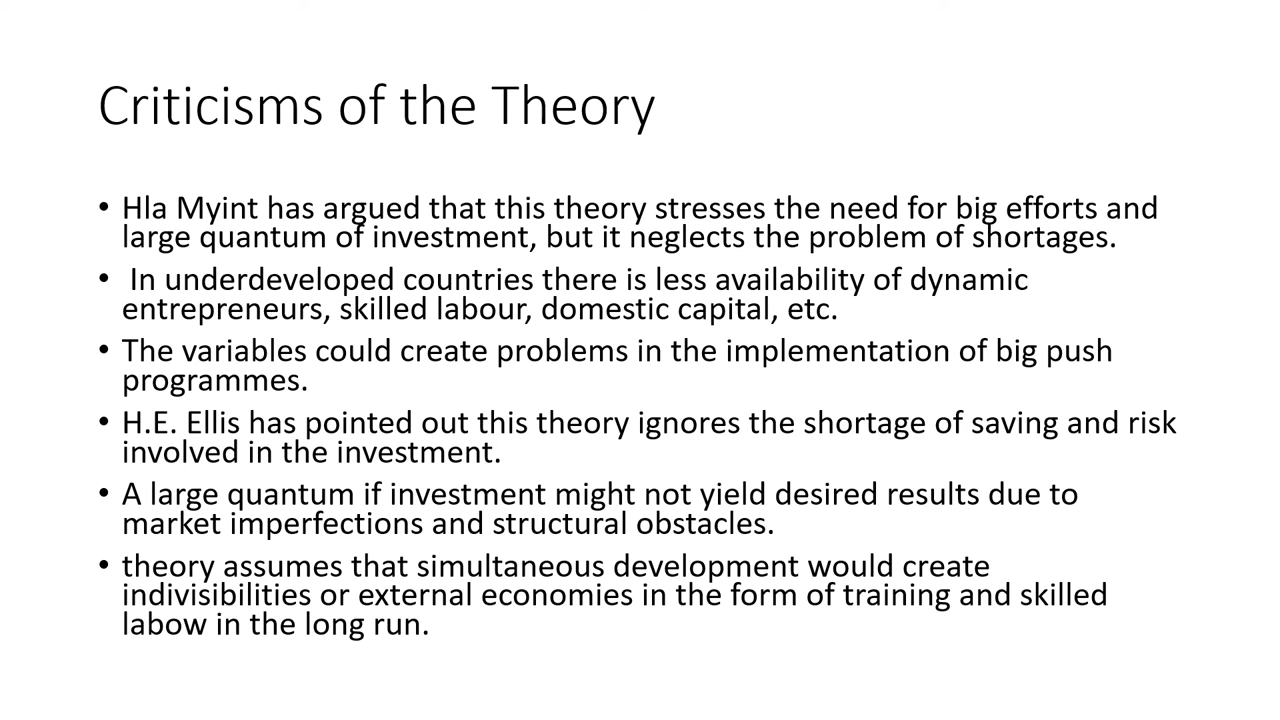 Criticisms of the Theory
• Hla Myint has argued that this theory stresses the need for big efforts and
large quantum of investment, but it neglects the problem of shortages.
• In underdeveloped countries there is less availability of dynamic
entrepreneurs, skilled labour, domestic capital, etc.
• The variables could create problems in the implementation of big push
programmes.
• H.E. Ellis has pointed out this theory ignores the shortage of saving and risk
involved in the investment.
• A large quantum if investment might not yield desired results due to
market imperfections and structural obstacles.
• theory assumes that simultaneous development would create
indivisibilities or external economies in the form of training and skilled
labow in the long run.